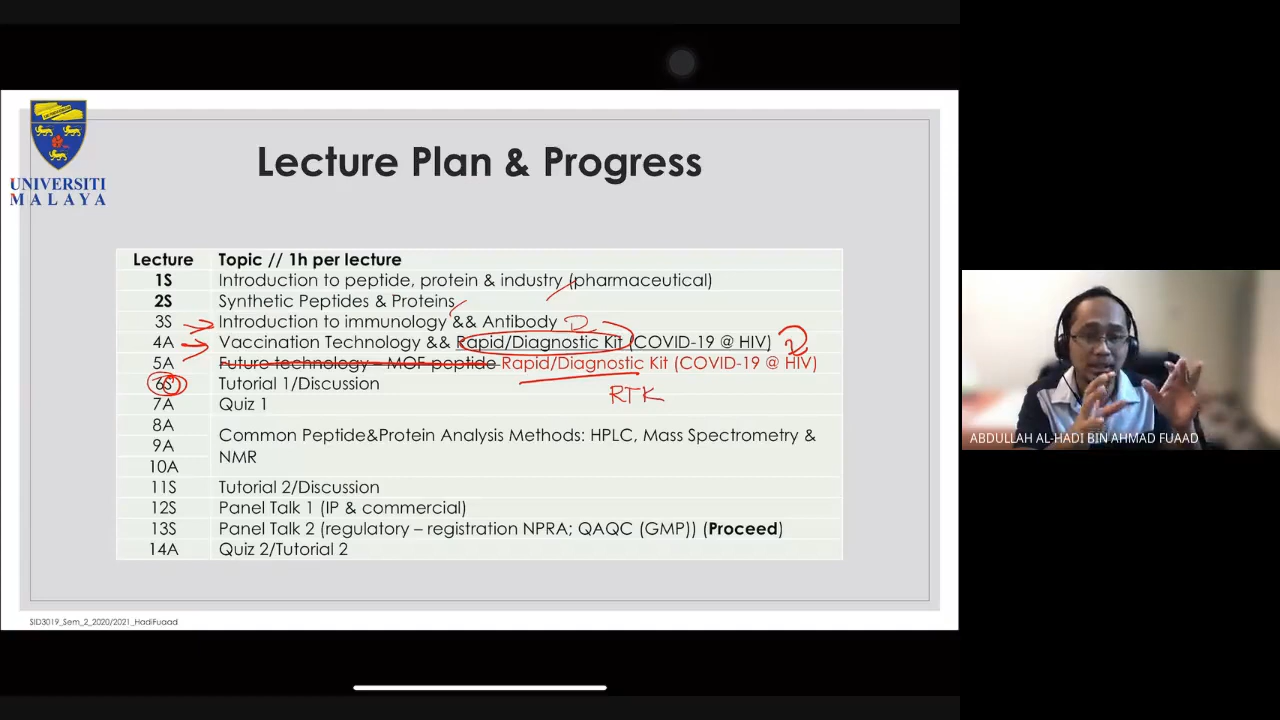 UNIVERSITI
MALAYA
Lecture Plan & Progress
Lecture Topic // 1h per lecture
1S Introduction to peptide, protein & industry (pharmaceutical)
2S Synthetic Peptides & Proteins
3S Introduction to immunology && Antibody
4A Vaccination Technology && Rapid/Diagnostic Kit (COVID-19 @ HIV)
5A Future technology – MOF-peptide Rapid/Diagnostic Kit (COVID-19 @ HIV)
6S Tutorial 1/Discussion
RTK
7A Quiz 1
8A
9A Common Peptide&Protein Analysis Methods: HPLC, Mass Spectrometry &
10A NMR
11S Tutorial 2/Discussion
12S Panel Talk 1 (IP & commercial)
13S Panel Talk 2 (regulatory – registration NPRA; QAQC (GMP)) (Proceed)
14A Quiz 2/Tutorial 2
SID3019_Sem_2_2020/2021_HadiFuaad
ABDULLAH AL-HADI BIN AHMAD FUAAD